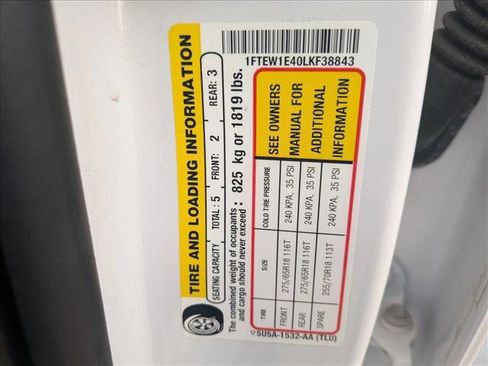 1FTEW1E40LKF38843
TIRE AND LOADING INFORMATION
SEATING CAPACITY TOTAL: 5 FRONT: 2 REAR: 3
The combined weight of occupants
and cargo should never exceed: 825 kg or 1819 lbs.
TIRE SIZE COLD TIRE PRESSURE
FRONT 275/65R18 116T 240 KPA, 35 PSI
REAR 275/65R18 116T 240 KPA, 35 PSI
SPARE 255/70R18 113T 240 KPA, 35 PSI
SEE OWNERS
MANUAL FOR
ADDITIONAL
INFORMATION
5U5A-1532-AA (TLU)